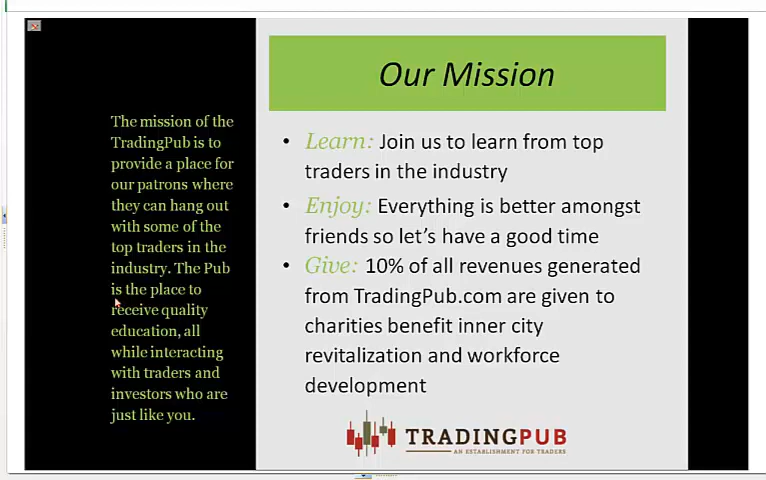 Our Mission
The mission of the
TradingPub is to
provide a place for
our patrons where
they can hang out
with some of the
top traders in the
industry. The Pub
is the place to
receive quality
education, all
while interacting
with traders and
investors who are
just like you.
• Learn: Join us to learn from top
traders in the industry
• Enjoy: Everything is better amongst
friends so let's have a good time
• Give: 10% of all revenues generated
from TradingPub.com are given to
charities benefit inner city
revitalization and workforce
development
TRADINGPUB
AN ESTABLISHMENT FOR TRADERS